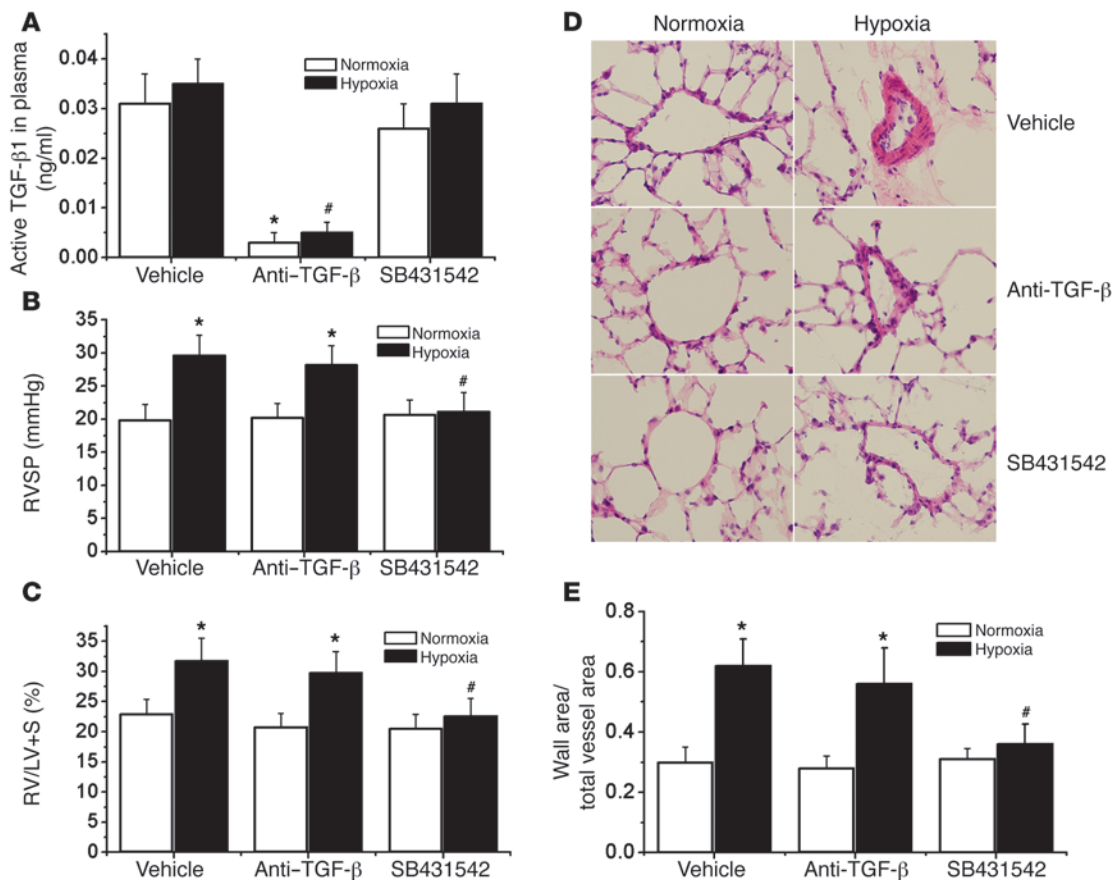 A
Active TGF-β1 in plasma
(ng/ml)
0.04
0.03
0.02
0.01
0.00
Normoxia
Hypoxia
*
#
Vehicle
Anti-TGF-β
SB431542
B
RVSP (mmHg)
35
30
25
20
15
10
5
0
Normoxia
Hypoxia
*
*
#
Vehicle
Anti–TGF-β
SB431542
C
RV/LV+S (%)
35
30
25
20
15
10
5
0
Normoxia
Hypoxia
*
*
#
Vehicle
Anti–TGF-β
SB431542
D
Normoxia
Hypoxia
Vehicle
Anti-TGF-β
SB431542
E
Wall area/
total vessel area
0.8
0.6
0.4
0.2
0.0
Normoxia
Hypoxia
*
*
#
Vehicle
Anti-TGF-β
SB431542